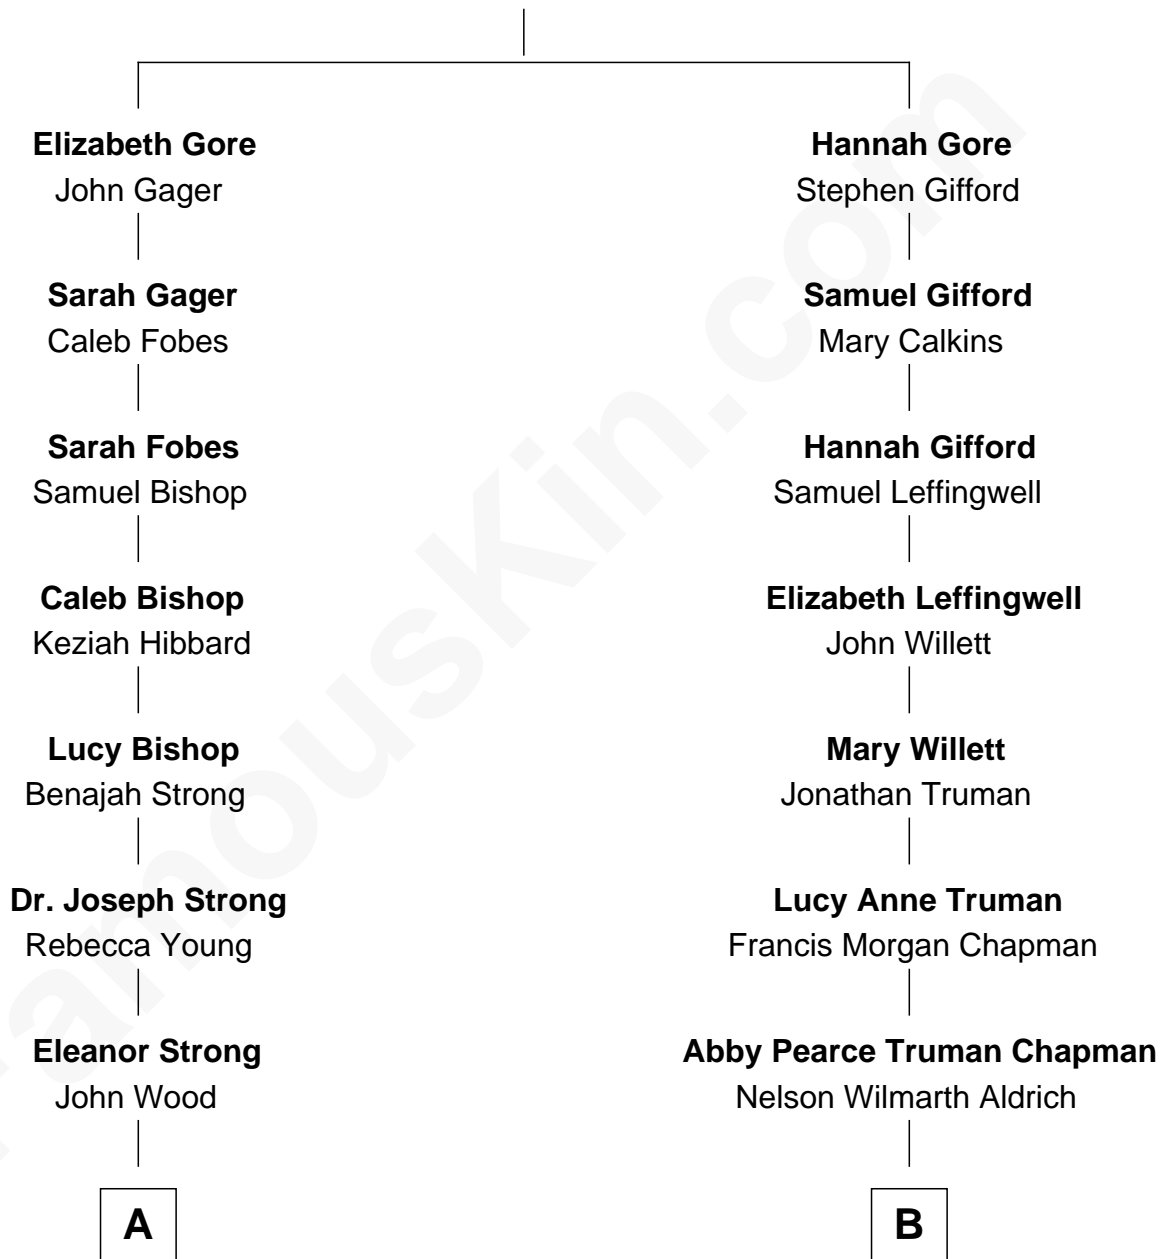 Elizabeth Gore
John Gager
Hannah Gore
Stephen Gifford
Sarah Gager
Caleb Fobes
Samuel Gifford
Mary Calkins
Sarah Fobes
Samuel Bishop
Hannah Gifford
Samuel Leffingwell
Caleb Bishop
Keziah Hibbard
Elizabeth Leffingwell
John Willett
Lucy Bishop
Benajah Strong
Mary Willett
Jonathan Truman
Dr. Joseph Strong
Rebecca Young
Lucy Anne Truman
Francis Morgan Chapman
Eleanor Strong
John Wood
Abby Pearce Truman Chapman
Nelson Wilmarth Aldrich
A
B
FamousKin.com